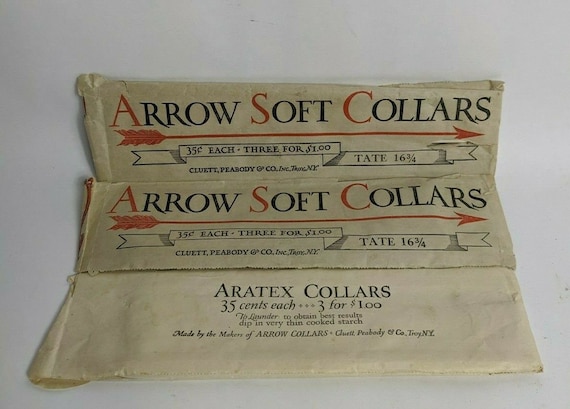 ARROW SOFT COLLARS
35¢ EACH - THREE FOR $1.00
TATE 16¾
CLUETT, PEABODY & CO. Inc. Troy, N.Y.
ARROW SOFT COLLARS
35¢ EACH - THREE FOR $1.00
TATE 16¾
CLUETT, PEABODY & CO. Inc. Troy, N.Y.
ARATEX COLLARS
35 cents each 3 for $1.00
To Launder to obtain best results
dip in very thin cooked starch
Made by the Makers of ARROW COLLARS - Cluett Peabody & Co., Troy, N.Y.